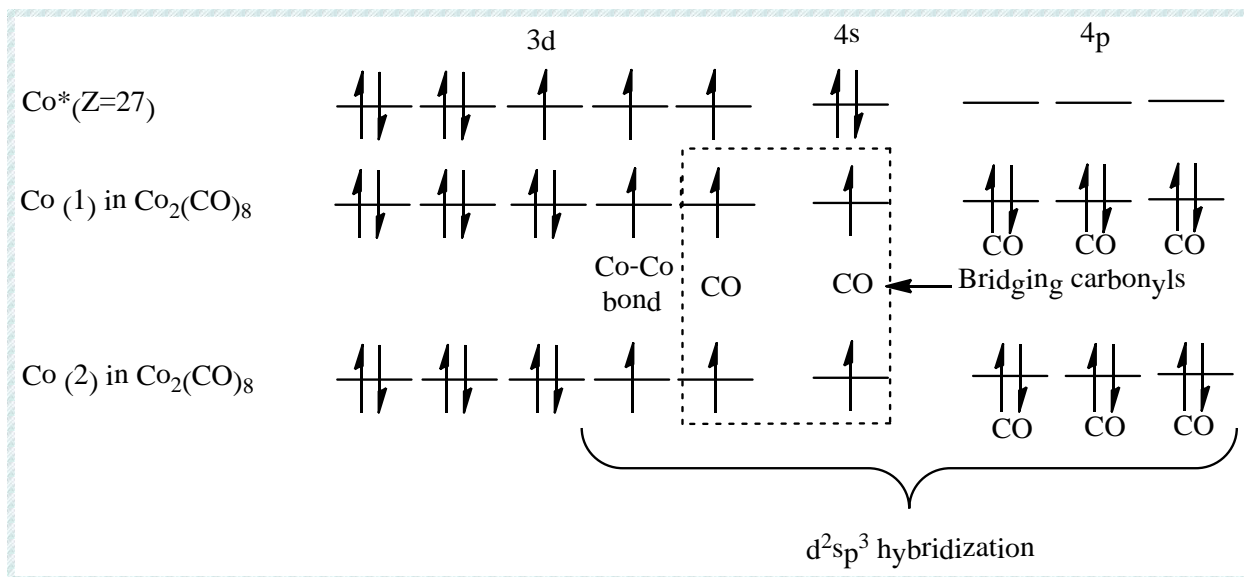 3d 4s 4p
Co*(Z=27)
Co (1) in Co₂(CO)₈
CO CO CO
Co-Co
bond
CO CO
Bridging carbonyls
Co (2) in Co₂(CO)₈
CO CO CO
d²sp³ hybridization